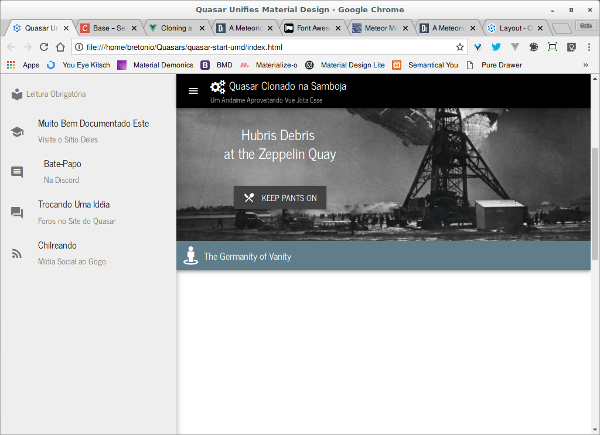 Quasar Unifies Material Design - Google Chrome
Quasar Un
Base - Se
Cloning a
A Meteori
Font Awes
Meteor M
A Meteori
Layout - C
file:///home/bretonio/Quasars/quasar-start-umd/index.html
Apps
You Eye Kitsch
Material Demonics
BMD
Materialize-o
Material Design Lite
Semantical You
Pure Drawer
»
Leitura Obrigatória
Muito Bem Documentado Este
Visite o Sítio Deles
Bate-Papo
Na Discord
Trocando Uma Idéia
Foros no Site do Quasar
Chilreando
Mídia Social ao Gogo
Quasar Clonado na Samboja
Um Andaime Aproveitando Vue Jota Esse
Hubris Debris
at the Zeppelin Quay
KEEP PANTS ON
The Germanity of Vanity